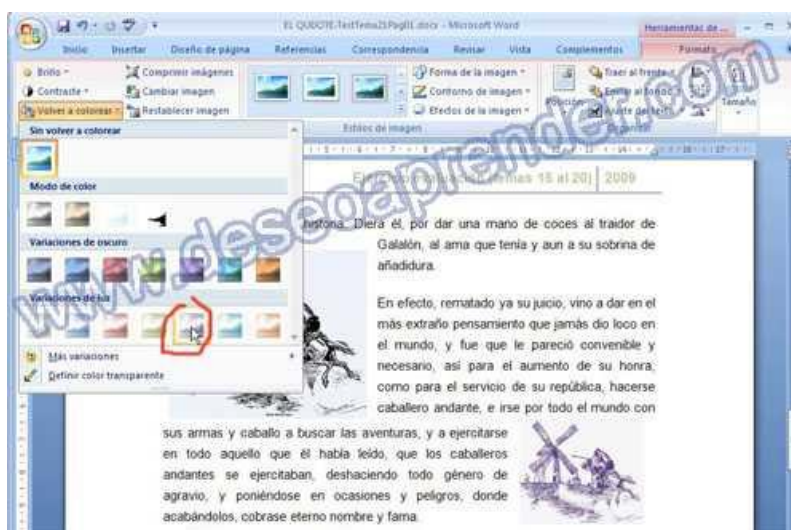 EL QUIJOTE-TestTema21Pag01.docx - Microsoft Word
Herramientas de ...
Inicio Insertar Diseño de página Referencias Correspondencia Revisar Vista Complementos Formato
Brillo Comprimir imágenes Forma de la imagen Traer al frente
Contraste Cambiar imagen Contorno de imagen Enviar al fondo
Volver a colorear Restablecer imagen Efectos de la imagen Posición Ajuste del texto Tamaño
Estilos de imagen Organizar
Sin volver a colorear
Modo de color
Variaciones de oscuro
Variaciones de luz
Más variaciones
Definir color transparente
www.deseoaprender.com
(Temas 15 al 20) 2009
historia. Diera él, por dar una mano de coces al traidor de
Galalón, al ama que tenía y aun a su sobrina de
añadidura.
En efecto, rematado ya su juicio, vino a dar en el
más extraño pensamiento que jamás dio loco en
el mundo, y fue que le pareció convenible y
necesario, así para el aumento de su honra,
como para el servicio de su república, hacerse
caballero andante, e irse por todo el mundo con
sus armas y caballo a buscar las aventuras, y a ejercitarse
en todo aquello que él había leído, que los caballeros
andantes se ejercitaban, deshaciendo todo género de
agravio, y poniéndose en ocasiones y peligros, donde
acabándolos, cobrase eterno nombre y fama.